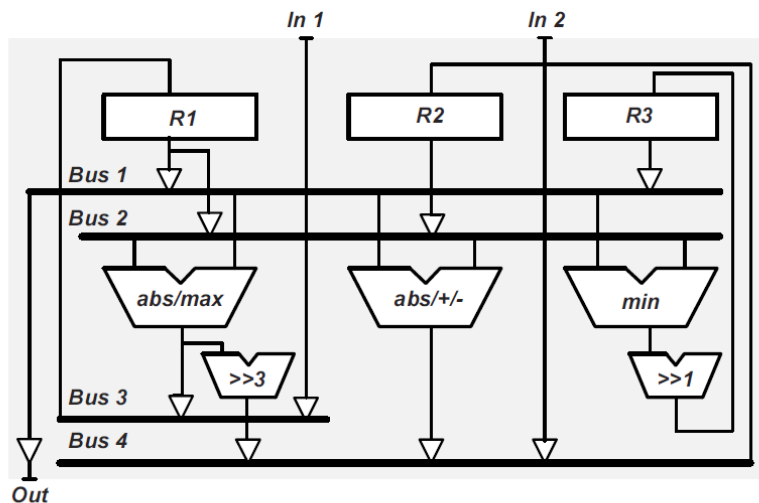 In 1 In 2
R1 R2 R3
Bus 1
Bus 2
abs/max abs/+/- min
>>3 >>1
Bus 3
Bus 4
Out